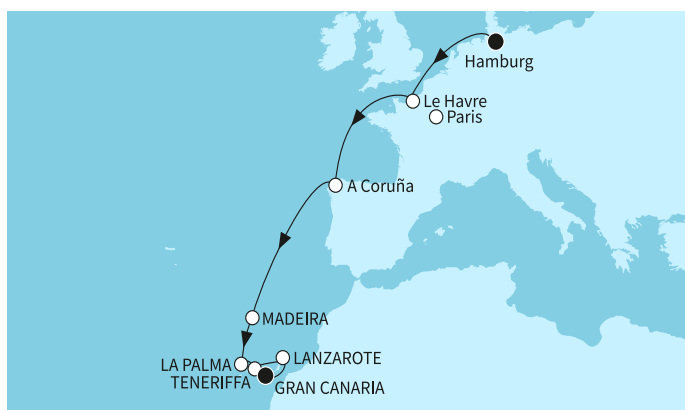 Hamburg
Le Havre
Paris
A Coruña
MADEIRA
LA PALMA
LANZAROTE
TENERIFFA
GRAN CANARIA